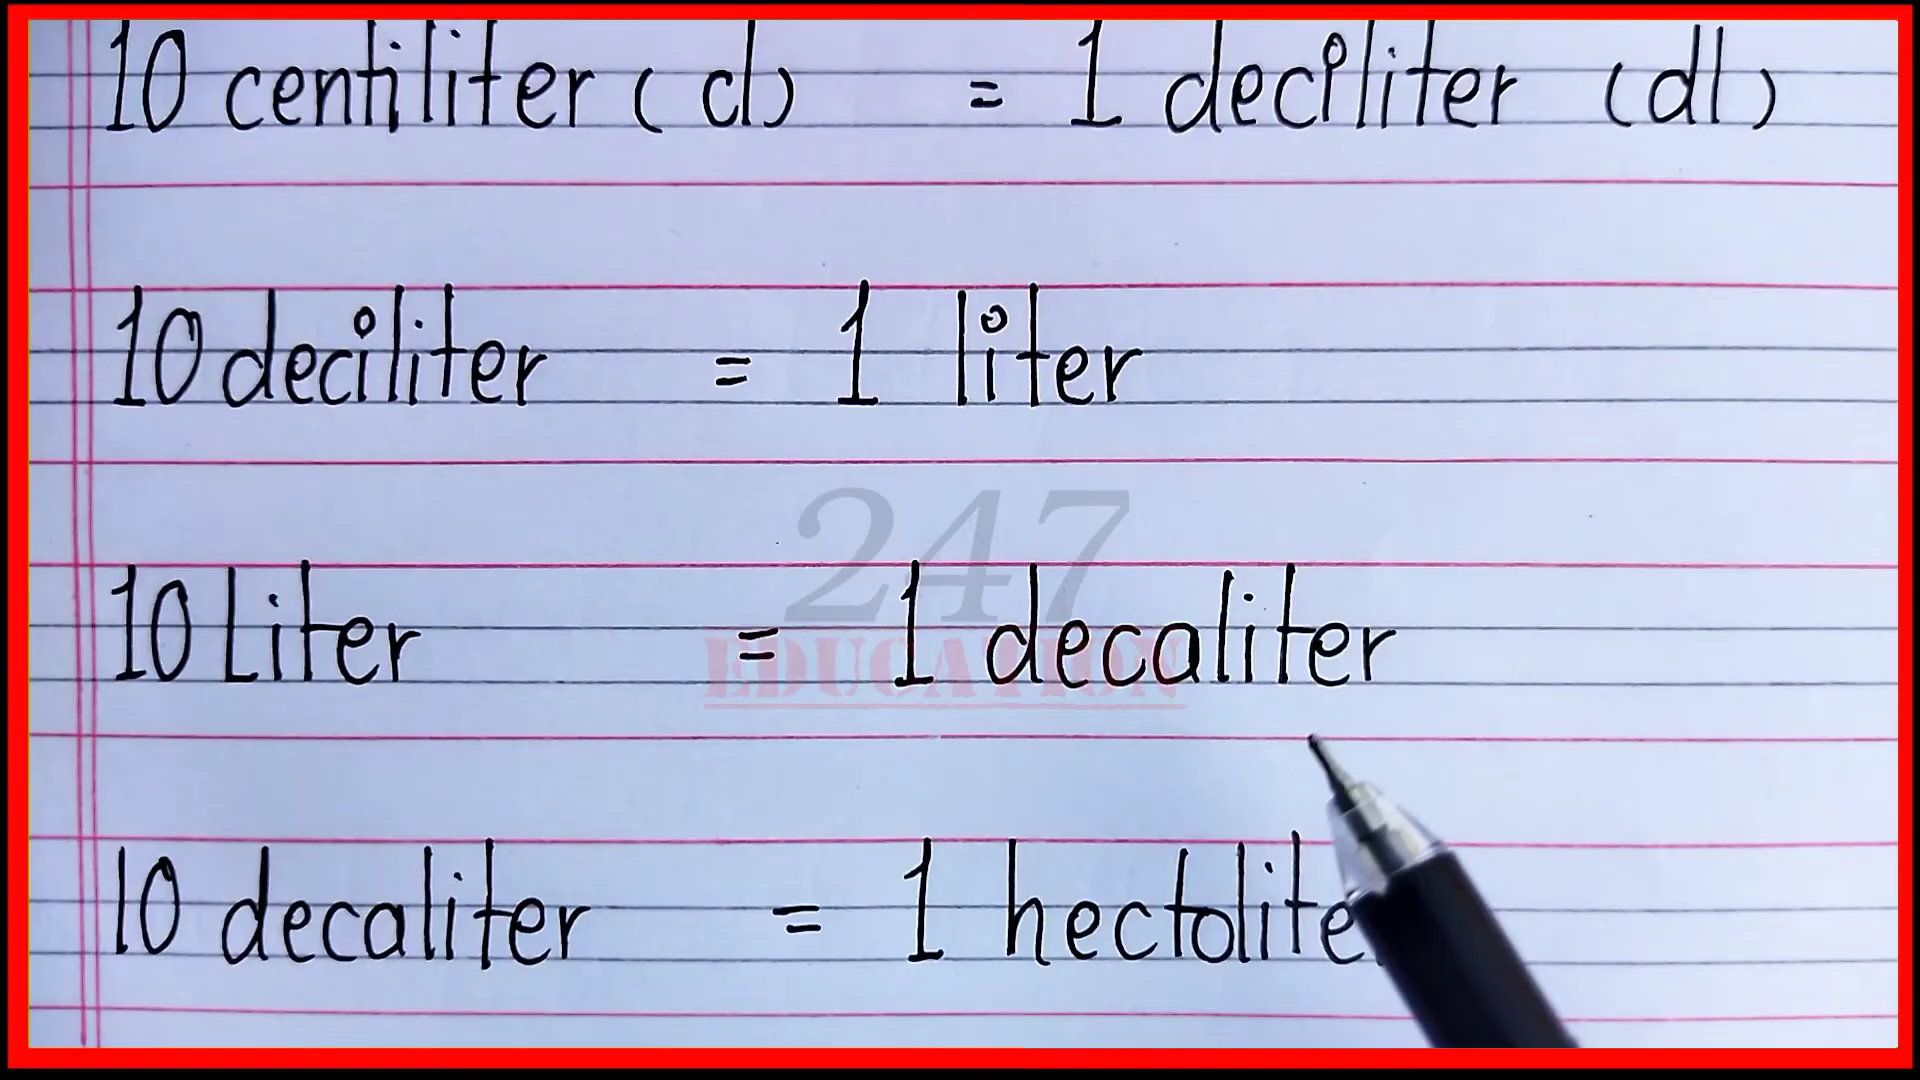 10 centiliter (cl) = 1 deciliter (dl)
10 deciliter = 1 liter
247
10 Liter = 1 decaliter
EDUCATION
10 decaliter = 1 hectolite